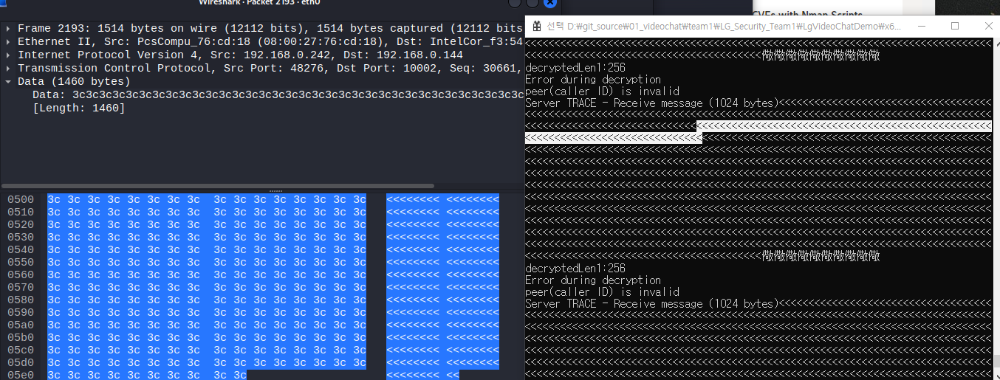 Wireshark · Packet 2193 · eth0
Frame 2193: 1514 bytes on wire (12112 bits), 1514 bytes captured (12112 bits
Ethernet II, Src: PcsCompu_76:cd:18 (08:00:27:76:cd:18), Dst: IntelCor_f3:54
Internet Protocol Version 4, Src: 192.168.0.242, Dst: 192.168.0.144
Transmission Control Protocol, Src Port: 48276, Dst Port: 10002, Seq: 30661,
Data (1460 bytes)
Data: 3c3c3c3c3c3c3c3c3c3c3c3c3c3c3c3c3c3c3c3c3c3c3c3c3c3c3c3c3c3c3c3c3c3c
[Length: 1460]
0500 3c 3c 3c 3c 3c 3c 3c 3c 3c 3c 3c 3c 3c 3c 3c 3c <<<<<<<< <<<<<<<<
0510 3c 3c 3c 3c 3c 3c 3c 3c 3c 3c 3c 3c 3c 3c 3c 3c <<<<<<<< <<<<<<<<
0520 3c 3c 3c 3c 3c 3c 3c 3c 3c 3c 3c 3c 3c 3c 3c 3c <<<<<<<< <<<<<<<<
0530 3c 3c 3c 3c 3c 3c 3c 3c 3c 3c 3c 3c 3c 3c 3c 3c <<<<<<<< <<<<<<<<
0540 3c 3c 3c 3c 3c 3c 3c 3c 3c 3c 3c 3c 3c 3c 3c 3c <<<<<<<< <<<<<<<<
0550 3c 3c 3c 3c 3c 3c 3c 3c 3c 3c 3c 3c 3c 3c 3c 3c <<<<<<<< <<<<<<<<
0560 3c 3c 3c 3c 3c 3c 3c 3c 3c 3c 3c 3c 3c 3c 3c 3c <<<<<<<< <<<<<<<<
0570 3c 3c 3c 3c 3c 3c 3c 3c 3c 3c 3c 3c 3c 3c 3c 3c <<<<<<<< <<<<<<<<
0580 3c 3c 3c 3c 3c 3c 3c 3c 3c 3c 3c 3c 3c 3c 3c 3c <<<<<<<< <<<<<<<<
0590 3c 3c 3c 3c 3c 3c 3c 3c 3c 3c 3c 3c 3c 3c 3c 3c <<<<<<<< <<<<<<<<
05a0 3c 3c 3c 3c 3c 3c 3c 3c 3c 3c 3c 3c 3c 3c 3c 3c <<<<<<<< <<<<<<<<
05b0 3c 3c 3c 3c 3c 3c 3c 3c 3c 3c 3c 3c 3c 3c 3c 3c <<<<<<<< <<<<<<<<
05c0 3c 3c 3c 3c 3c 3c 3c 3c 3c 3c 3c 3c 3c 3c 3c 3c <<<<<<<< <<<<<<<<
05d0 3c 3c 3c 3c 3c 3c 3c 3c 3c 3c 3c 3c 3c 3c 3c 3c <<<<<<<< <<<<<<<<
05e0 3c 3c 3c 3c 3c 3c 3c 3c 3c 3c <<<<<<<< <<
CVEs with Nmap Scripts
선택 D:₩git_source₩01_videochat₩team1₩LG_Security_Team1₩LgVideoChatDemo₩x6...
<<<<<<<<<<<<<<<<<<<<<<<<<<<<<<<<<<<<<<<<<<<<<<<<<<<<<<<<<<<<<<<<<<<<<<<<<<<<<<<
<<<<<<<<<<<<<<<<<<<<<<<<<<<<<<<<<<<<<<<<
decryptedLen1:256
Error during decryption
peer(caller ID) is invalid
Server TRACE - Receive message (1024 bytes)<<<<<<<<<<<<<<<<<<<<<<<<<<<<<<<<<<<<
<<<<<<<<<<<<<<<<<<<<<<<<<<<<<<<<<<<<<<<<<<<<<<<<<<<<<<<<<<<<<<<<<<<<<<<<<<<<<<<
<<<<<<<<<<<<<<<<<<<<<<<<<<<<<<<<<<<<<<<<<<<<<<<<<<<<<<<<<<<<<<<<<<<<<<<<<<<<<<<
<<<<<<<<<<<<<<<<<<<<<<<<<<<<<<<<<<<<<<<<<<<<<<<<<<<<<<<<<<<<<<<<<<<<<<<<<<<<<<<
<<<<<<<<<<<<<<<<<<<<<<<<<<<<<<<<<<<<<<<<<<<<<<<<<<<<<<<<<<<<<<<<<<<<<<<<<<<<<<<
<<<<<<<<<<<<<<<<<<<<<<<<<<<<<<<<<<<<<<<<<<<<<<<<<<<<<<<<<<<<<<<<<<<<<<<<<<<<<<<
<<<<<<<<<<<<<<<<<<<<<<<<<<<<<<<<<<<<<<<<<<<<<<<<<<<<<<<<<<<<<<<<<<<<<<<<<<<<<<<
<<<<<<<<<<<<<<<<<<<<<<<<<<<<<<<<<<<<<<<<<<<<<<<<<<<<<<<<<<<<<<<<<<<<<<<<<<<<<<<
<<<<<<<<<<<<<<<<<<<<<<<<<<<<<<<<<<<<<<<<<<<<<<<<<<<<<<<<<<<<<<<<<<<<<<<<<<<<<<<
<<<<<<<<<<<<<<<<<<<<<<<<<<<<<<<<<<<<<<<<<<<<<<<<<<<<<<<<<<<<<<<<<<<<<<<<<<<<<<<
<<<<<<<<<<<<<<<<<<<<<<<<<<<<<<<<<<<<<<<<<<<<<<<<<<<<<<<<<<<<<<<<<<<<<<<<<<<<<<<
<<<<<<<<<<<<<<<<<<<<<<<<<<<<<<<<<<<<<<<<<<<<<<<<<<<<<<<<<<<<<<<<<<<<<<<<<<<<<<<
<<<<<<<<<<<<<<<<<<<<<<<<<<<<<<<<<<<<<<<<<<<<<<<<<<<<<<<<<<<<<<<<<<<<<<<<<<<<<<<
<<<<<<<<<<<<<<<<<<<<<<<<<<<<<<<<<<<<<<<<
decryptedLen1:256
Error during decryption
peer(caller ID) is invalid
Server TRACE - Receive message (1024 bytes)<<<<<<<<<<<<<<<<<<<<<<<<<<<<<<<<<<<<
<<<<<<<<<<<<<<<<<<<<<<<<<<<<<<<<<<<<<<<<<<<<<<<<<<<<<<<<<<<<<<<<<<<<<<<<<<<<<<<
<<<<<<<<<<<<<<<<<<<<<<<<<<<<<<<<<<<<<<<<<<<<<<<<<<<<<<<<<<<<<<<<<<<<<<<<<<<<<<<
<<<<<<<<<<<<<<<<<<<<<<<<<<<<<<<<<<<<<<<<<<<<<<<<<<<<<<<<<<<<<<<<<<<<<<<<<<<<<<<
<<<<<<<<<<<<<<<<<<<<<<<<<<<<<<<<<<<<<<<<<<<<<<<<<<<<<<<<<<<<<<<<<<<<<<<<<<<<<<<
<<<<<<<<<<<<<<<<<<<<<<<<<<<<<<<<<<<<<<<<<<<<<<<<<<<<<<<<<<<<<<<<<<<<<<<<<<<<<<<
<<<<<<<<<<<<<<<<<<<<<<<<<<<<<<<<<<<<<<<<<<<<<<<<<<<<<<<<<<<<<<<<<<<<<<<<<<<<<<<